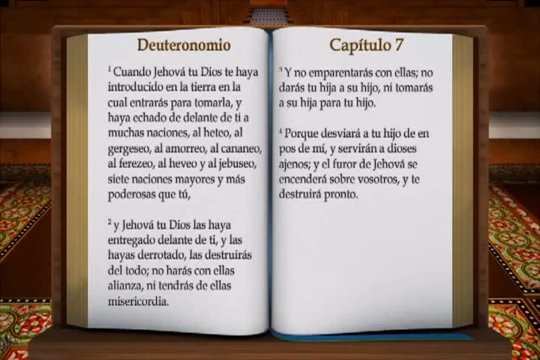 Deuteronomio
¹ Cuando Jehová tu Dios te haya
introducido en la tierra en la
cual entrarás para tomarla, y
haya echado de delante de ti a
muchas naciones, al heteo, al
gergeseo, al amorreo, al cananeo,
al ferezeo, al heveo y al jebuseo,
siete naciones mayores y más
poderosas que tú,
² y Jehová tu Dios las haya
entregado delante de ti, y las
hayas derrotado, las destruirás
del todo; no harás con ellas
alianza, ni tendrás de ellas
misericordia.
Capítulo 7
³ Y no emparentarás con ellas; no
darás tu hija a su hijo, ni tomarás
a su hija para tu hijo.
⁴ Porque desviará a tu hijo de en
pos de mí, y servirán a dioses
ajenos; y el furor de Jehová se
encenderá sobre vosotros, y te
destruirá pronto.